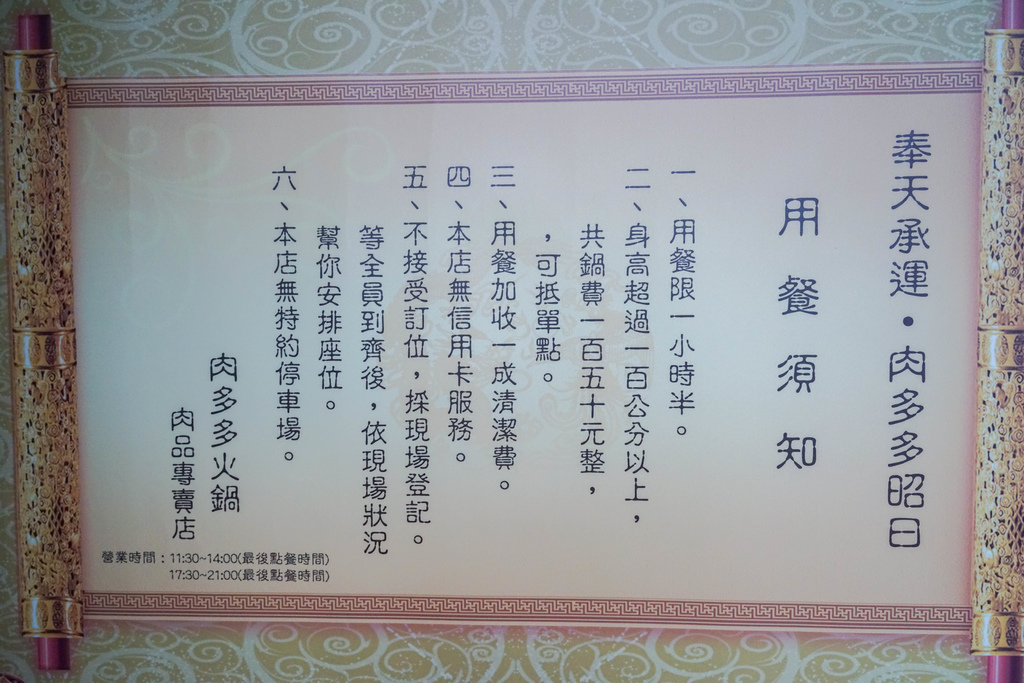 奉天承運・肉多多昭曰
用餐須知
一、用餐限一小時半。
二、身高超過一百公分以上，
共鍋費一百五十元整，
，可抵單點。
三、用餐加收一成清潔費。
四、本店無信用卡服務。
五、不接受訂位，採現場登記。
等全員到齊後，依現場狀況
幫你安排座位。
六、本店無特約停車場。
肉多多火鍋
肉品專賣店
營業時間：11:30~14:00(最後點餐時間)
17:30~21:00(最後點餐時間)